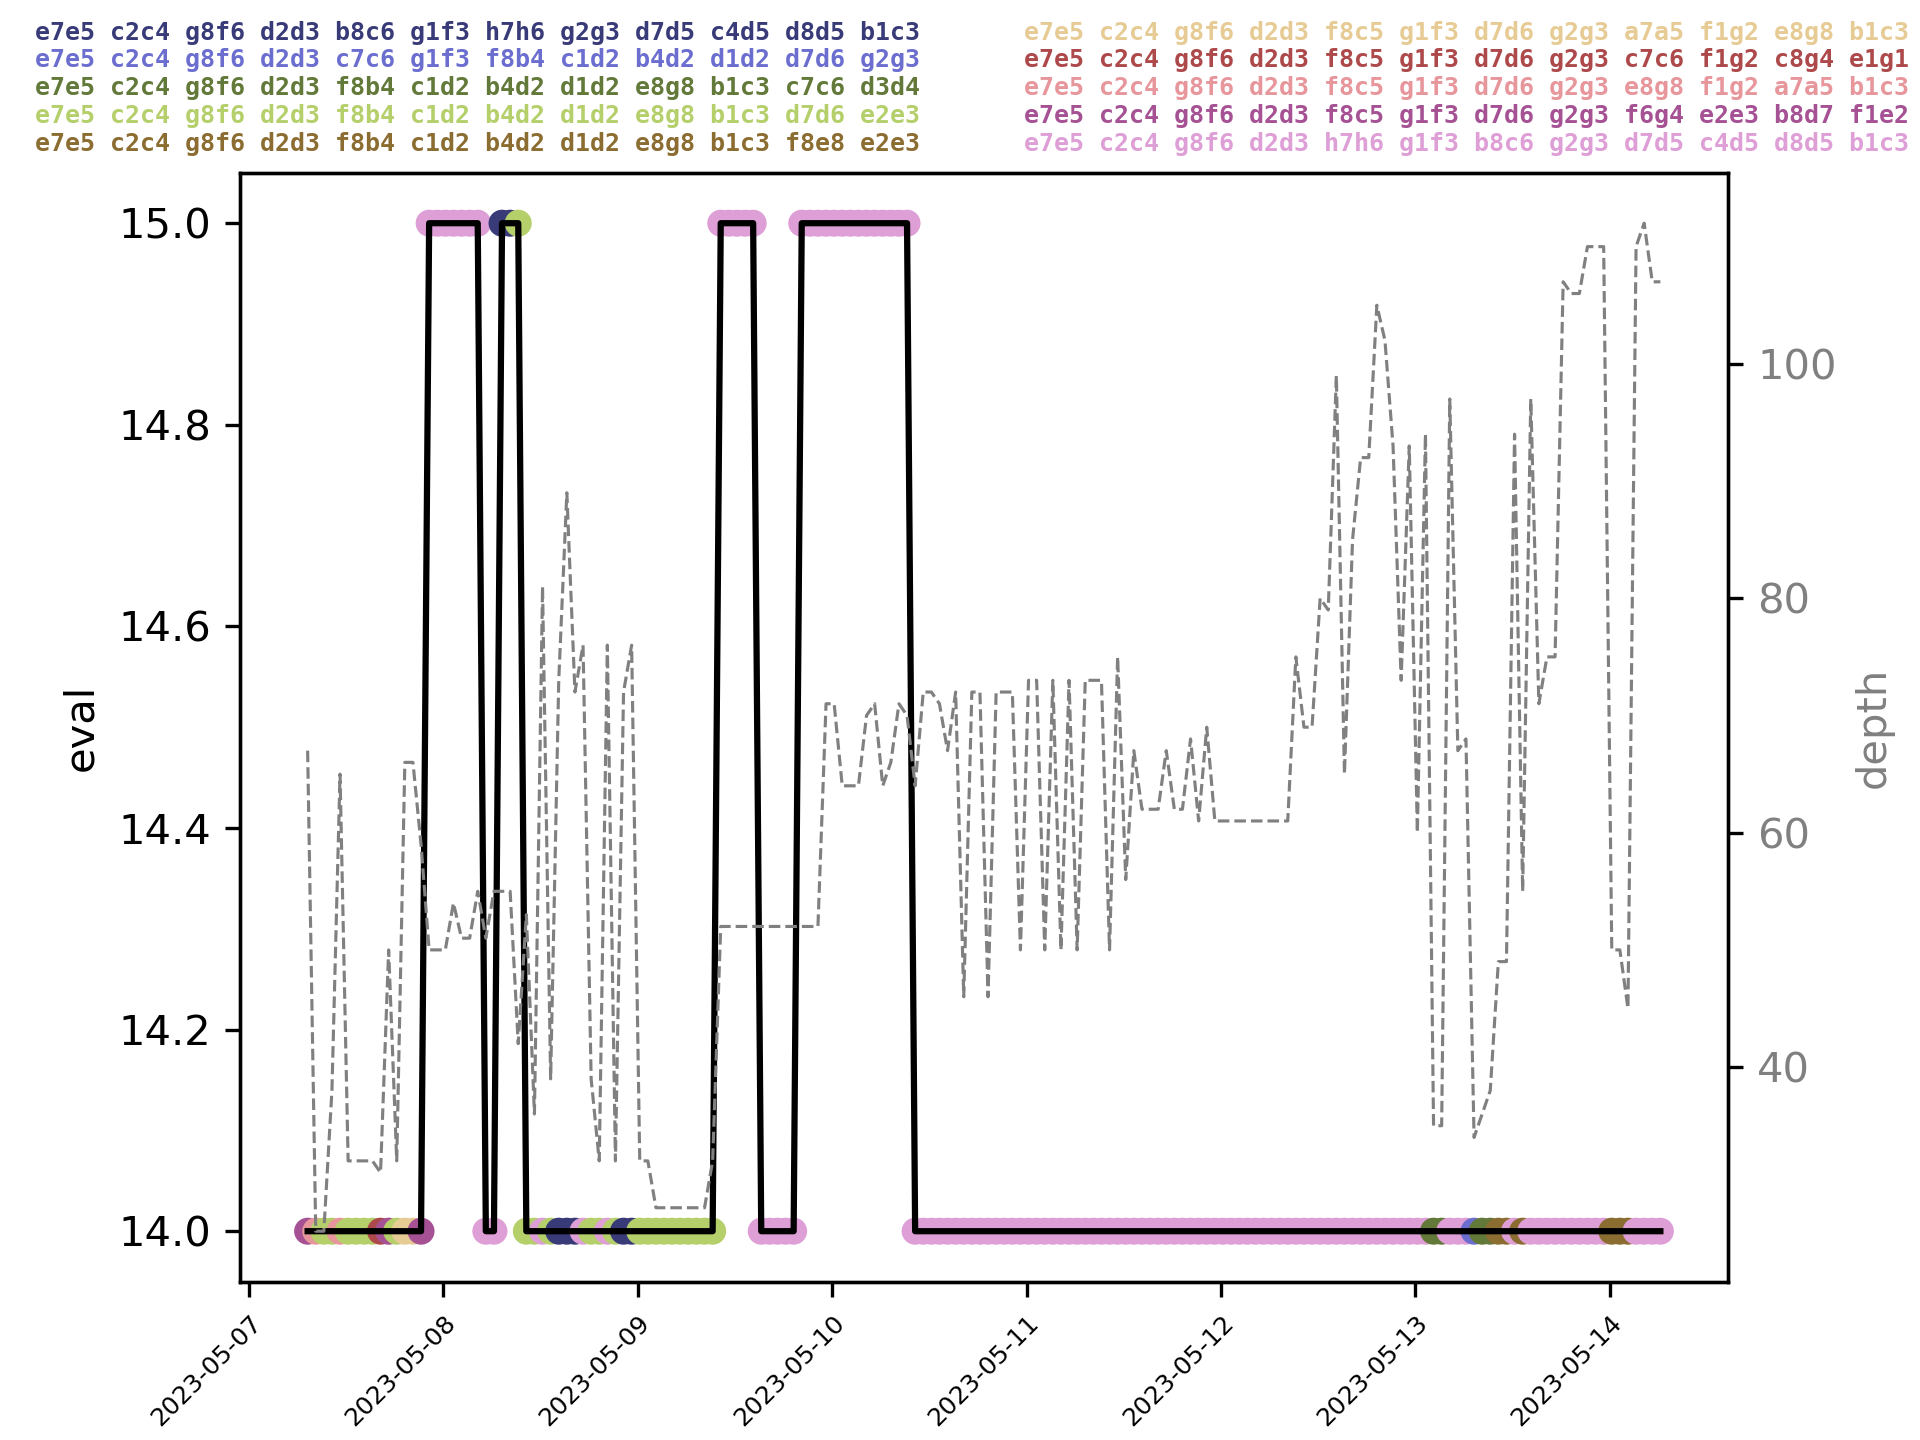 e7e5 c2c4 g8f6 d2d3 b8c6 g1f3 h7h6 g2g3 d7d5 c4d5 d8d5 b1c3
e7e5 c2c4 g8f6 d2d3 c7c6 g1f3 f8b4 c1d2 b4d2 d1d2 d7d6 g2g3
e7e5 c2c4 g8f6 d2d3 f8b4 c1d2 b4d2 d1d2 e8g8 b1c3 c7c6 d3d4
e7e5 c2c4 g8f6 d2d3 f8b4 c1d2 b4d2 d1d2 e8g8 b1c3 d7d6 e2e3
e7e5 c2c4 g8f6 d2d3 f8b4 c1d2 b4d2 d1d2 e8g8 b1c3 f8e8 e2e3
e7e5 c2c4 g8f6 d2d3 f8c5 g1f3 d7d6 g2g3 a7a5 f1g2 e8g8 b1c3
e7e5 c2c4 g8f6 d2d3 f8c5 g1f3 d7d6 g2g3 c7c6 f1g2 c8g4 e1g1
e7e5 c2c4 g8f6 d2d3 f8c5 g1f3 d7d6 g2g3 e8g8 f1g2 a7a5 b1c3
e7e5 c2c4 g8f6 d2d3 f8c5 g1f3 d7d6 g2g3 f6g4 e2e3 b8d7 f1e2
e7e5 c2c4 g8f6 d2d3 h7h6 g1f3 b8c6 g2g3 d7d5 c4d5 d8d5 b1c3
15.0
14.8
14.6
14.4
14.2
14.0
eval
100
80
60
40
depth
2023-05-07
2023-05-08
2023-05-09
2023-05-10
2023-05-11
2023-05-12
2023-05-13
2023-05-14